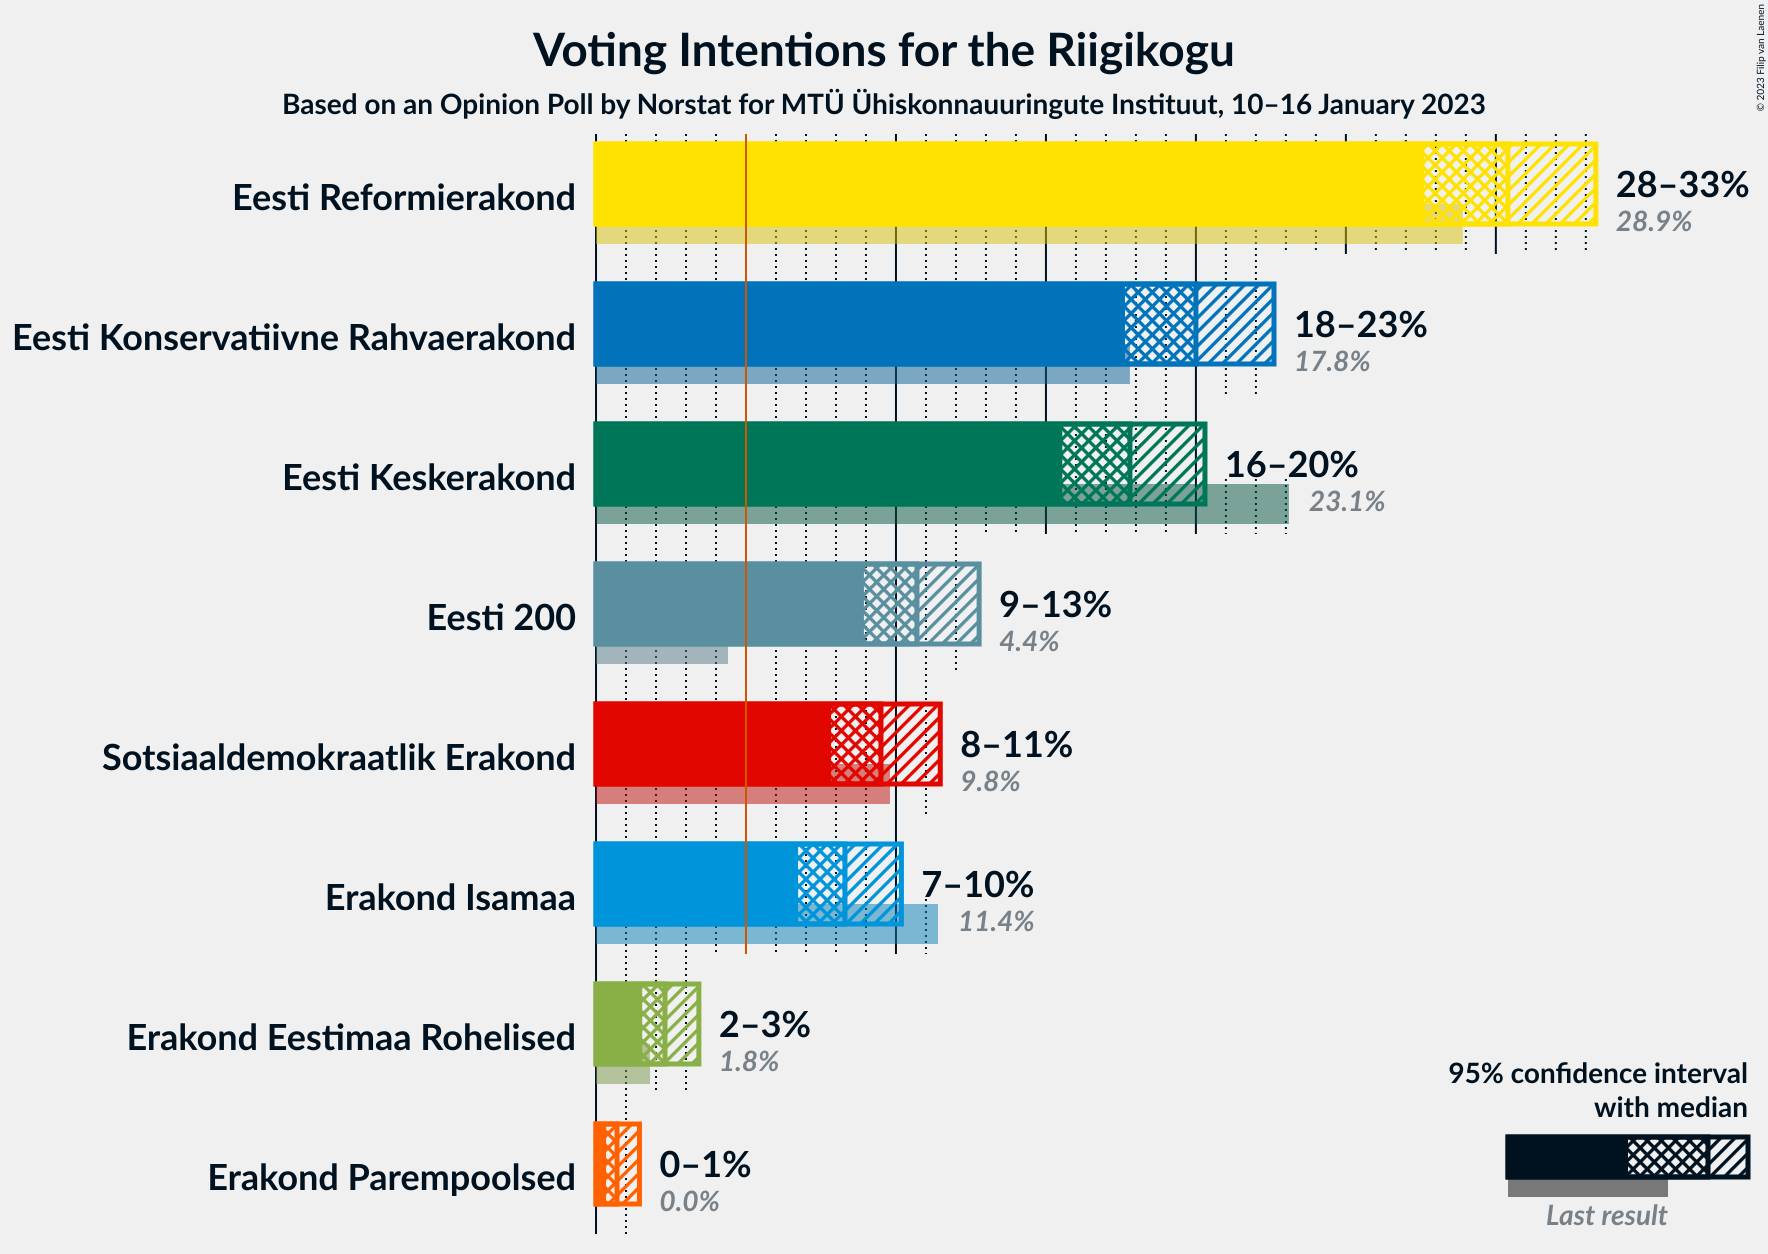 Voting Intentions for the Riigikogu
Based on an Opinion Poll by Norstat for MTÜ Ühiskonnauuringute Instituut, 10–16 January 2023
© 2023 Filip van Laenen
Eesti Reformierakond
28–33%
28.9%
Eesti Konservatiivne Rahvaerakond
18–23%
17.8%
Eesti Keskerakond
16–20%
23.1%
Eesti 200
9–13%
4.4%
Sotsiaaldemokraatlik Erakond
8–11%
9.8%
Erakond Isamaa
7–10%
11.4%
Erakond Eestimaa Rohelised
2–3%
1.8%
Erakond Parempoolsed
0–1%
0.0%
95% confidence interval
with median
Last result